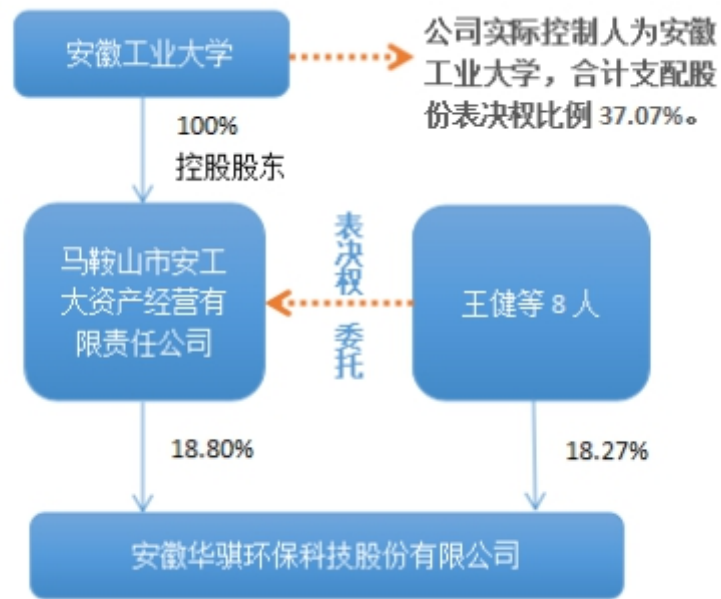 安徽工业大学
公司实际控制人为安徽
工业大学，合计支配股
份表决权比例 37.07%。
100%
控股股东
马鞍山市安工
大资产经营有
限责任公司
表决权
委托
王健等 8 人
18.80%
18.27%
安徽华骐环保科技股份有限公司